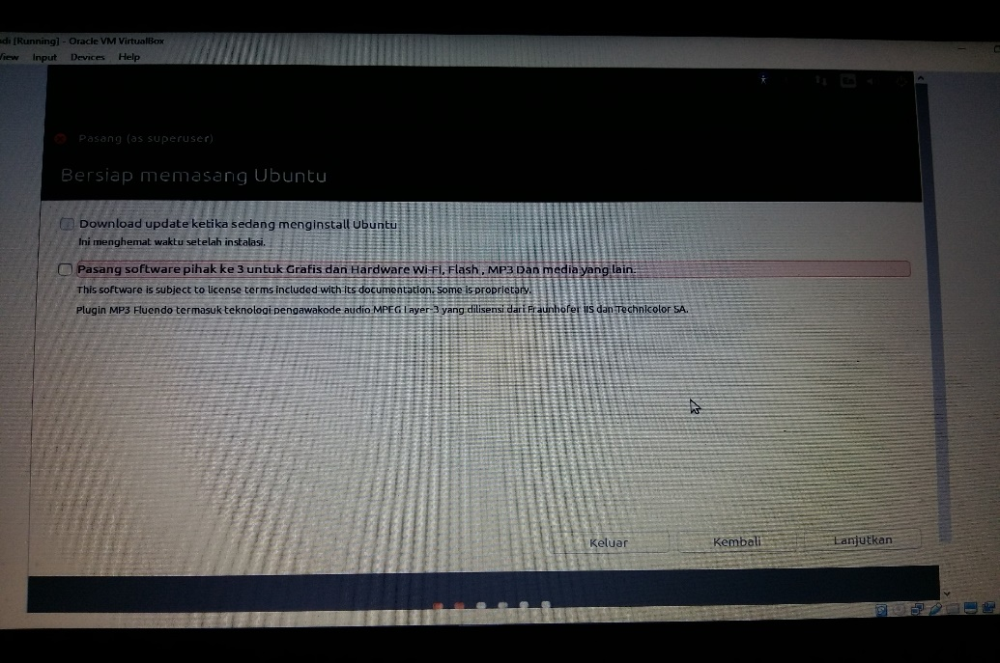 di [Running] - Oracle VM VirtualBox
View Input Devices Help
Pasang (as superuser)
Bersiap memasang Ubuntu
Download update ketika sedang menginstall Ubuntu
Ini menghemat waktu setelah instalasi.
Pasang software pihak ke 3 untuk Grafis dan Hardware Wi-Fi, Flash , MP3 Dan media yang lain.
This software is subject to license terms included with its documentation. Some is proprietary.
Plugin MP3 Fluendo termasuk teknologi pengawakode audio MPEG Layer-3 yang dilisensi dari Fraunhofer IIS dan Technicolor SA.
Keluar Kembali Lanjutkan